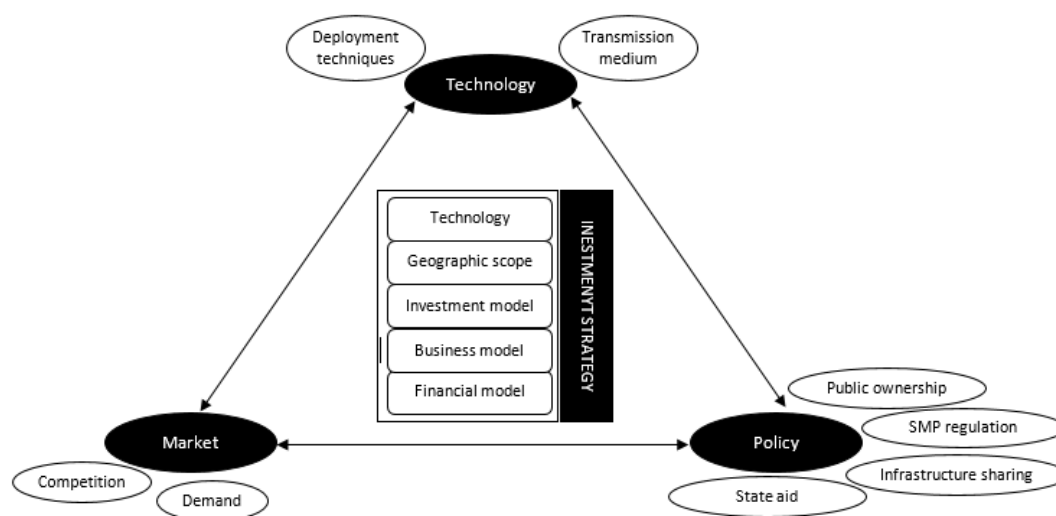 Deployment
techniques
Transmission
medium
Technology
Technology
Geographic scope
Investment model
Business model
Financial model
INESTMENYT STRATEGY
Public ownership
Market
Policy
SMP regulation
Competition
Infrastructure sharing
Demand
State aid